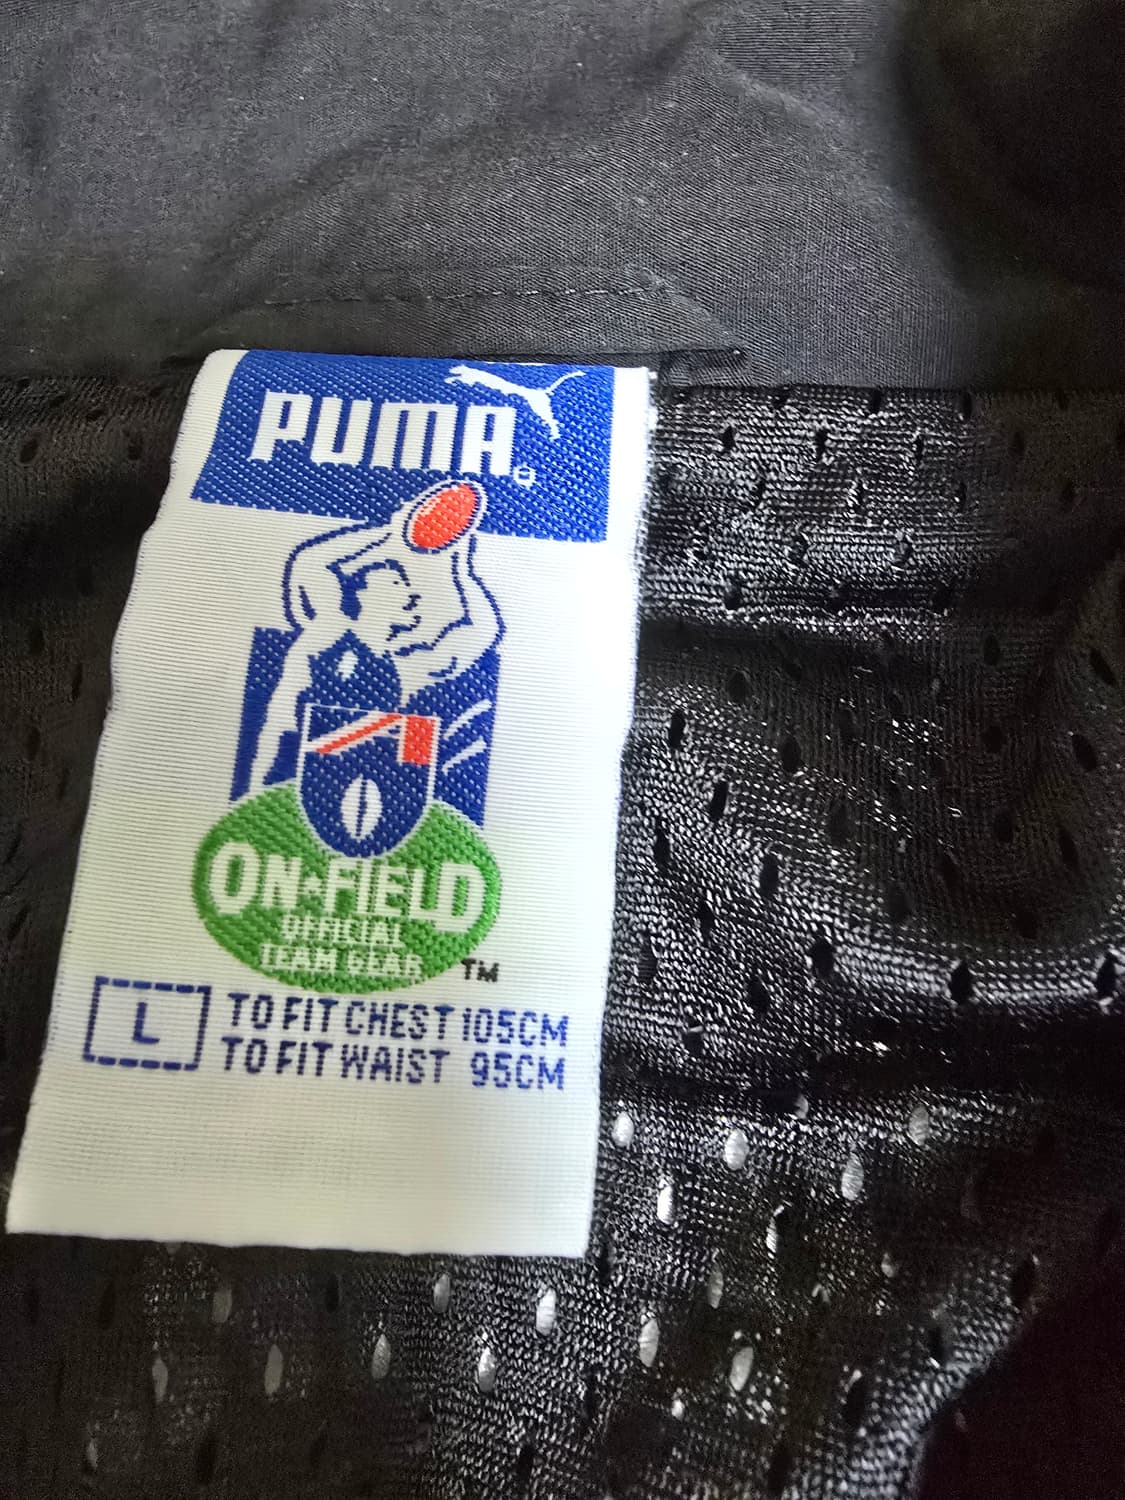 PUMA®
ON★FIELD
OFFICIAL
TEAM GEAR TM
L
TO FIT CHEST 105CM
TO FIT WAIST 95CM